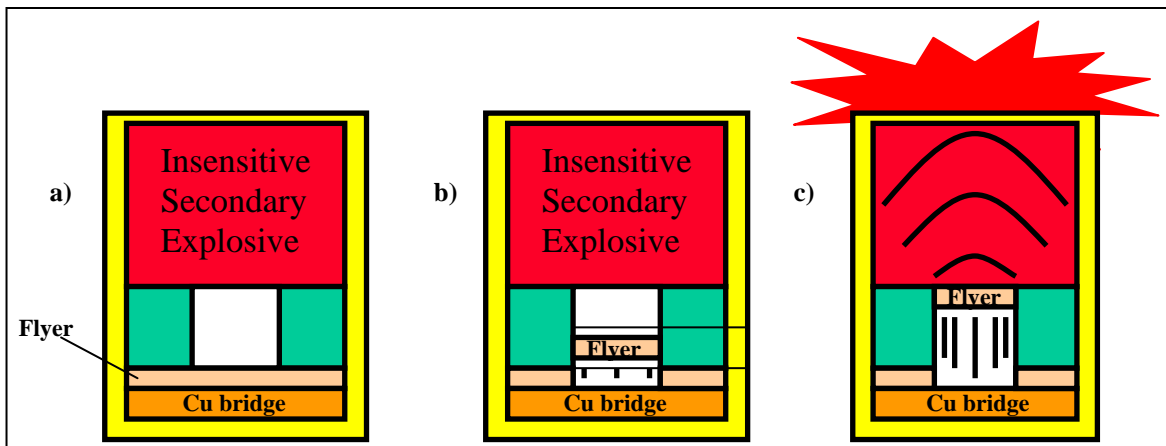 a)
Insensitive
Secondary
Explosive
Flyer
Cu bridge
b)
Insensitive
Secondary
Explosive
Flyer
Cu bridge
c)
Flyer
Cu bridge